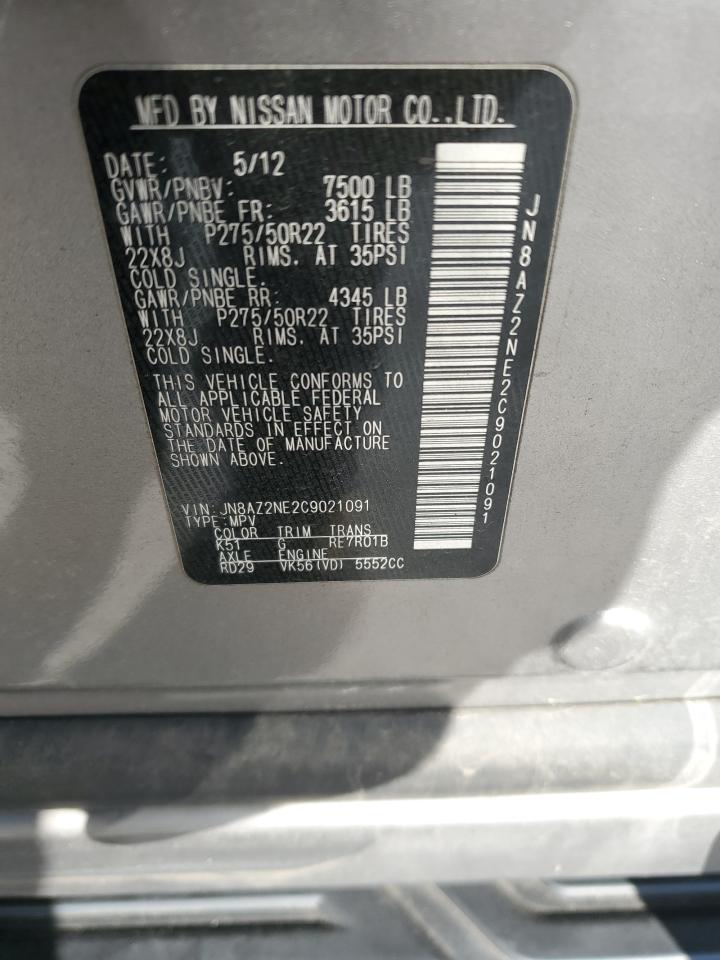 MFD BY NISSAN MOTOR CO.,LTD.
DATE: 5/12
GVWR/PNBV: 7500 LB
GAWR/PNBE FR: 3615 LB
WITH P275/50R22 TIRES
22X8J RIMS. AT 35PSI
COLD SINGLE.
GAWR/PNBE RR: 4345 LB
WITH P275/50R22 TIRES
22X8J RIMS. AT 35PSI
COLD SINGLE.
THIS VEHICLE CONFORMS TO
ALL APPLICABLE FEDERAL
MOTOR VEHICLE SAFETY
STANDARDS IN EFFECT ON
THE DATE OF MANUFACTURE
SHOWN ABOVE.
VIN:JN8AZ2NE2C9021091
TYPE:MPV
COLOR TRIM TRANS
K51 G RE7R01B
AXLE ENGINE
RD29 VK56(VD) 5552CC
JN8AZ2NE2C9021091